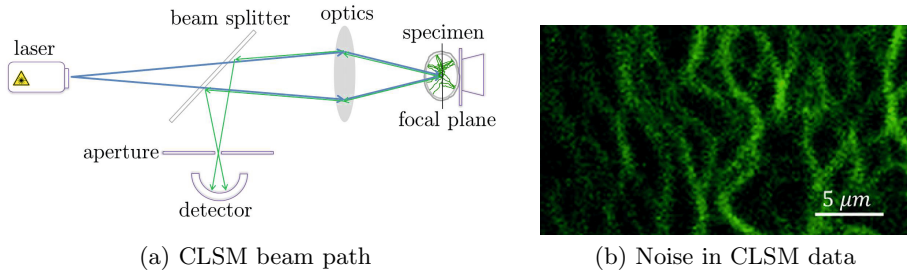 beam splitter
optics
specimen
laser
focal plane
aperture
detector
5 μm
(a) CLSM beam path
(b) Noise in CLSM data